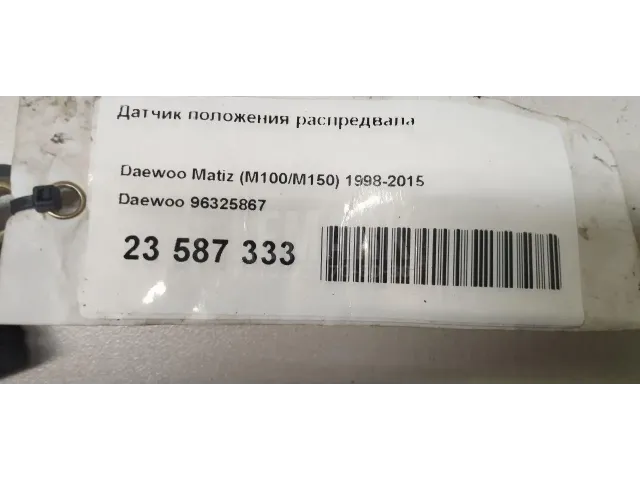 Датчик положения распредвала
Daewoo Matiz (M100/M150) 1998-2015
Daewoo 96325867
23 587 333